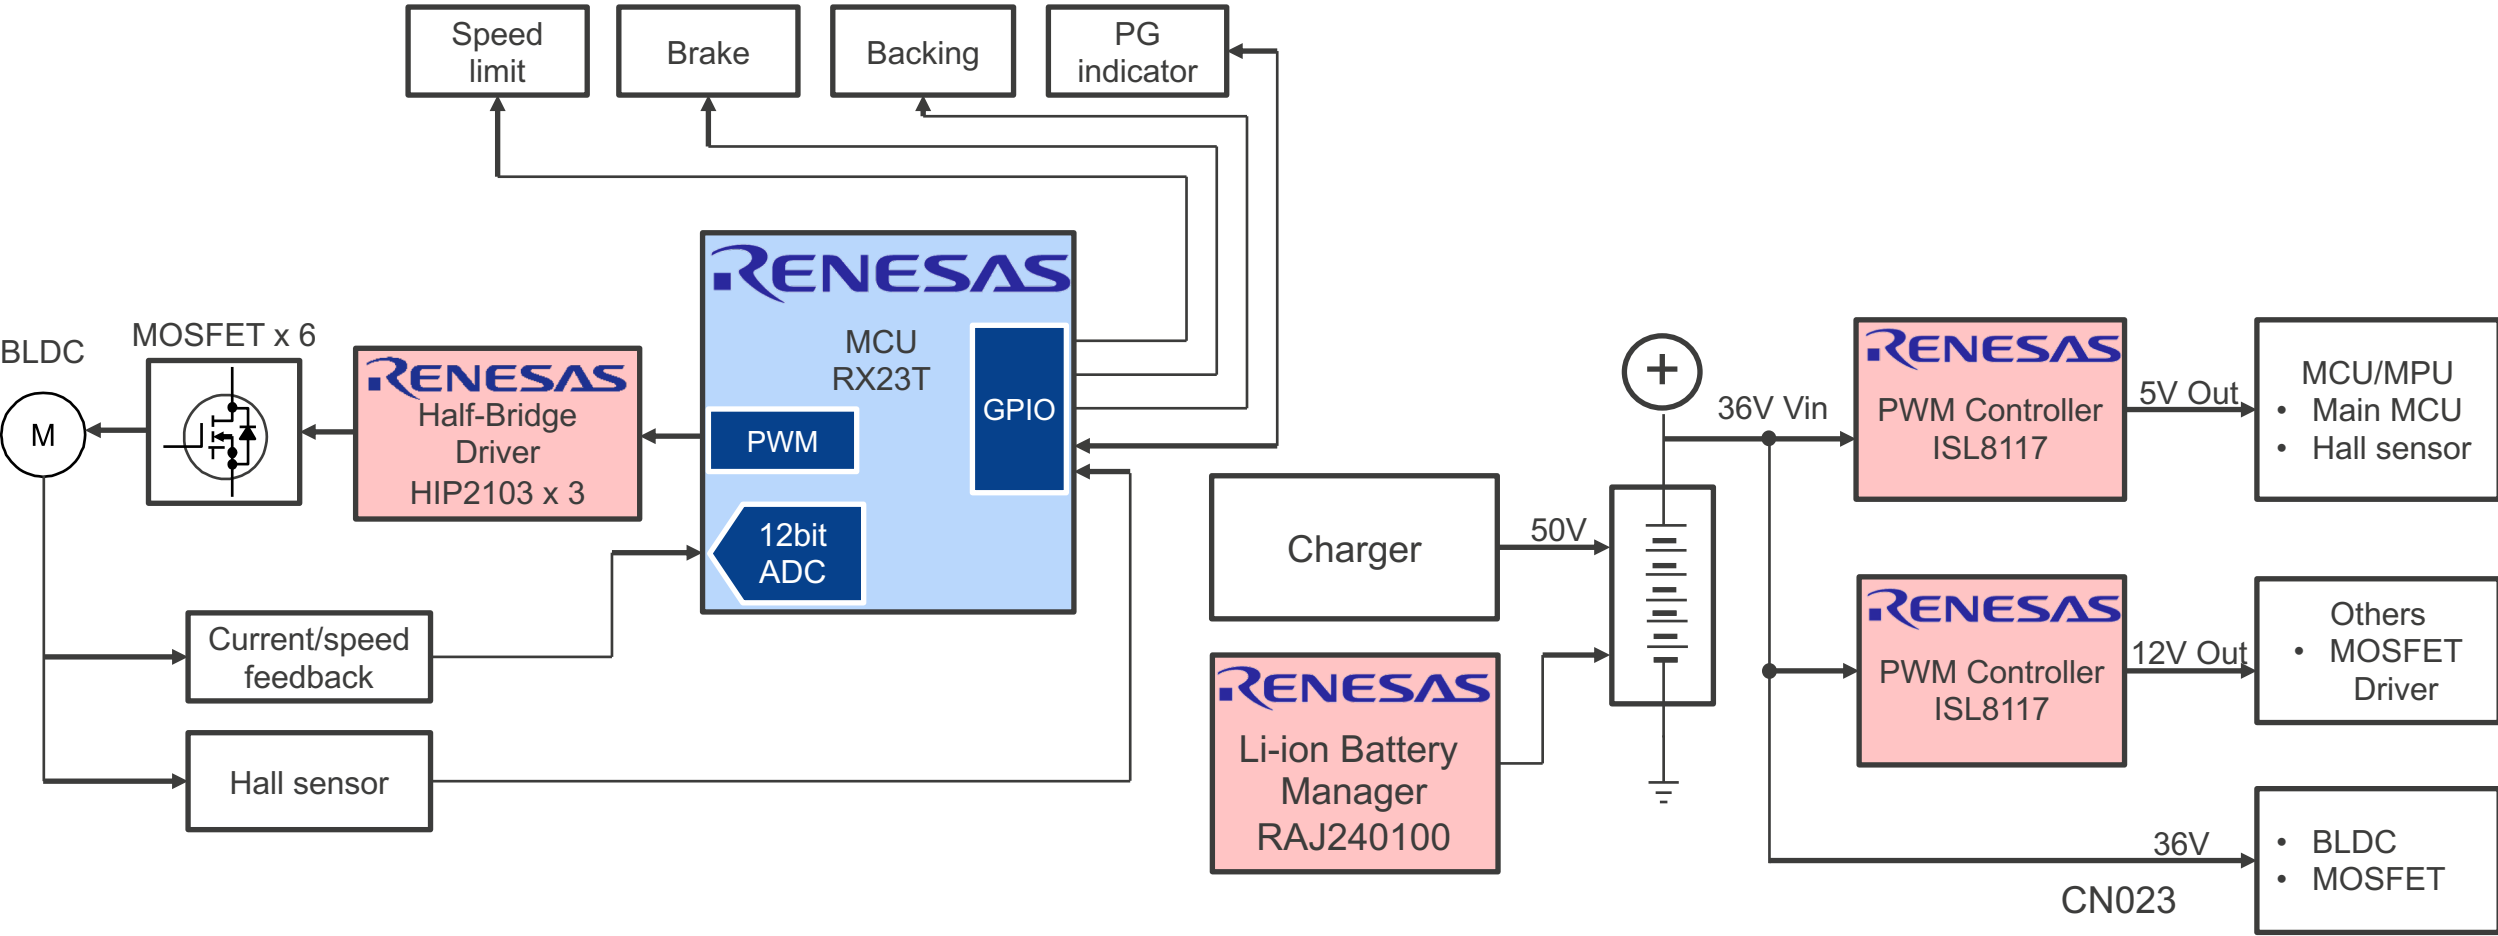 Speed
limit
Brake
Backing
PG
indicator
RENESAS
MCU
RX23T
GPIO
PWM
12bit
ADC
BLDC
M
MOSFET x 6
RENESAS
Half-Bridge
Driver
HIP2103 x 3
Current/speed
feedback
Hall sensor
Charger
50V
RENESAS
Li-ion Battery
Manager
RAJ240100
+
36V Vin
RENESAS
PWM Controller
ISL8117
5V Out
MCU/MPU
• Main MCU
• Hall sensor
RENESAS
PWM Controller
ISL8117
12V Out
Others
• MOSFET
Driver
36V
• BLDC
• MOSFET
CN023